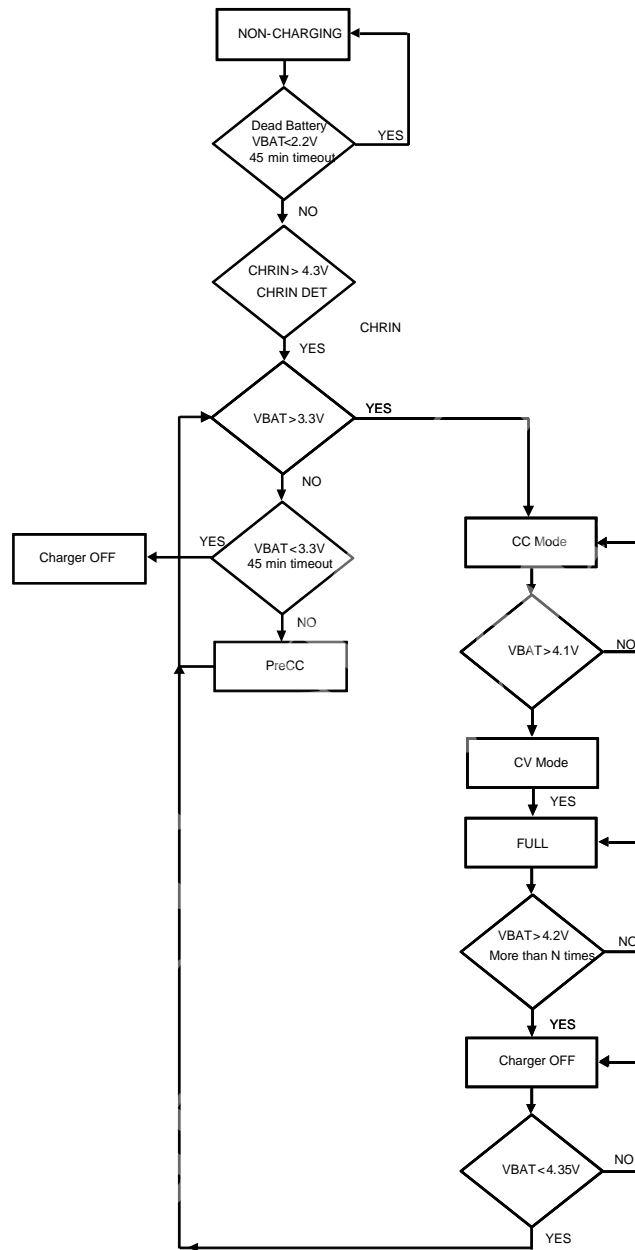 NON-CHARGING
Dead Battery
VBAT<2.2V
45 min timeout
YES
NO
CHRIN > 4.3V
CHRIN DET
CHRIN
YES
VBAT > 3.3V
YES
NO
CC Mode
YES
VBAT < 3.3V
45 min timeout
Charger OFF
NO
PreCC
VBAT > 4.1V
NO
CV Mode
YES
FULL
VBAT > 4.2V
More than N times
NO
YES
Charger OFF
VBAT < 4.35V
NO
YES